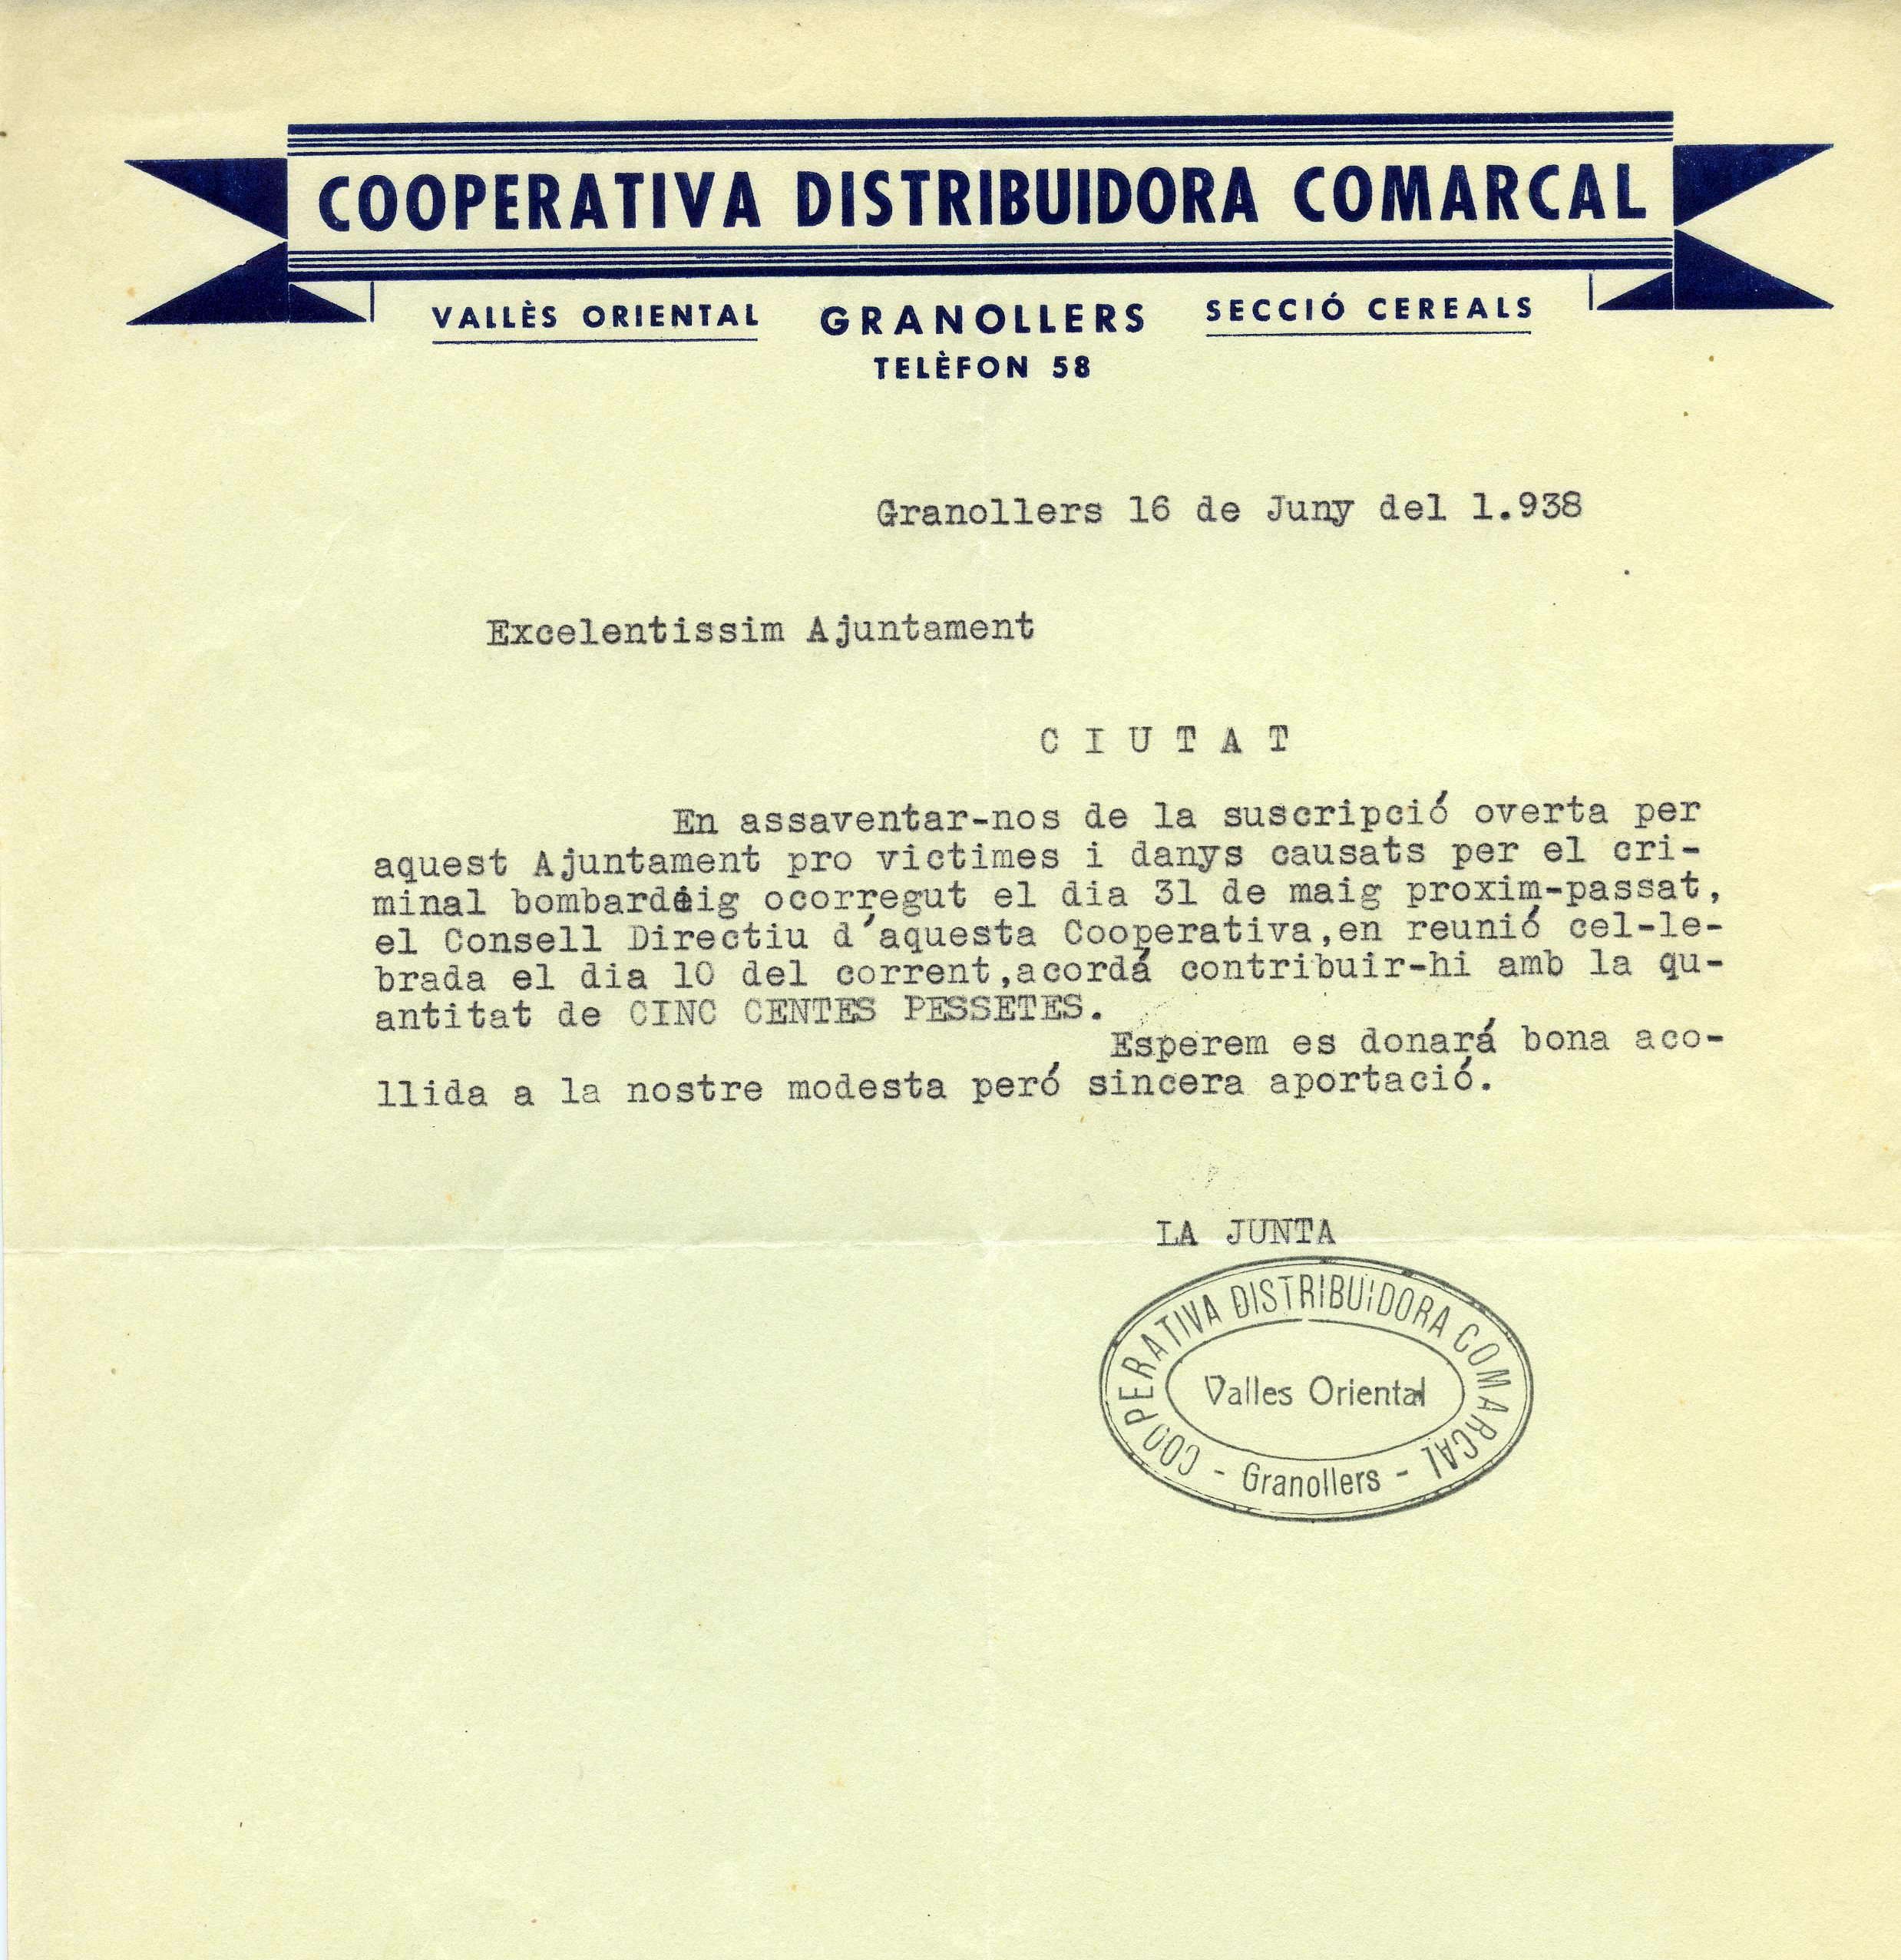 COOPERATIVA DISTRIBUIDORA COMARCAL
VALLÈS ORIENTAL GRANOLLERS SECCIÓ CEREALS
TELÈFON 58
Granollers 16 de Juny del 1.938
Excelentissim Ajuntament
C I U T A T
En assaventar-nos de la suscripció overta per
aquest Ajuntament pro victimes i danys causats per el cri-
minal bombardeig ocorregut el dia 31 de maig proxim-passat,
el Consell Directiu d'aquesta Cooperativa,en reunió cel-le-
brada el dia 10 del corrent,acordá contribuir-hi amb la qu-
antitat de CINC CENTES PESSETES.
Esperem es donará bona aco-
llida a la nostre modesta peró sincera aportació.
LA JUNTA
COOPERATIVA DISTRIBUIDORA COMARCAL
Valles Oriental
- Granollers -